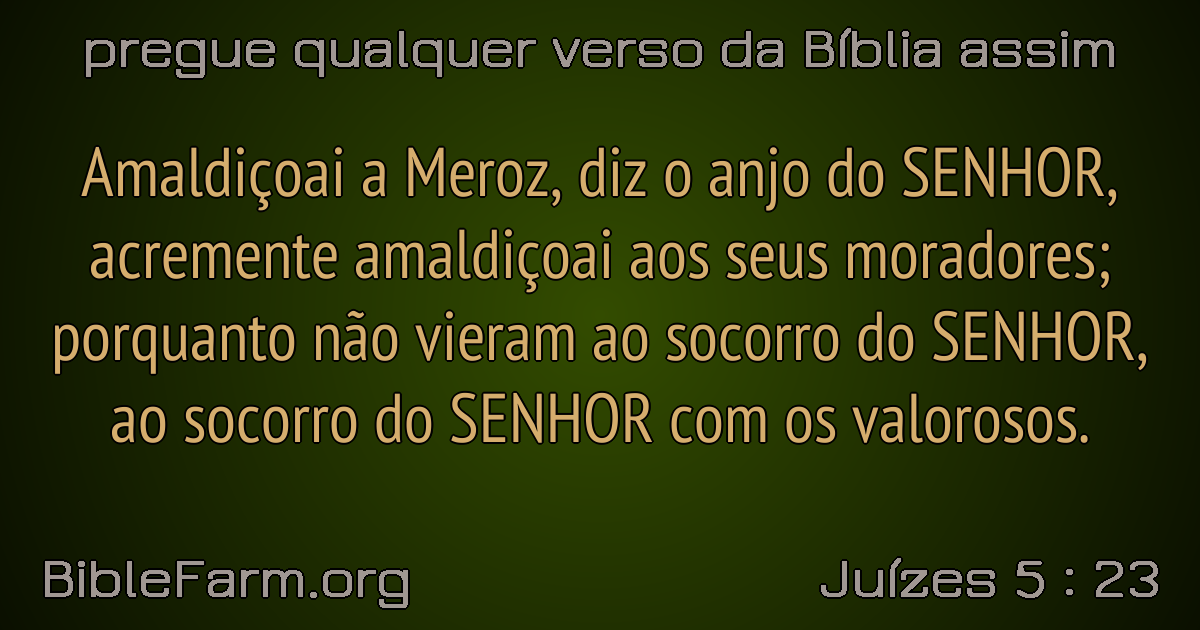 pregue qualquer verso da Bíblia assim
Amaldiçoai a Meroz, diz o anjo do SENHOR,
acremente amaldiçoai aos seus moradores;
porquanto não vieram ao socorro do SENHOR,
ao socorro do SENHOR com os valorosos.
BibleFarm.org
Juízes 5 : 23